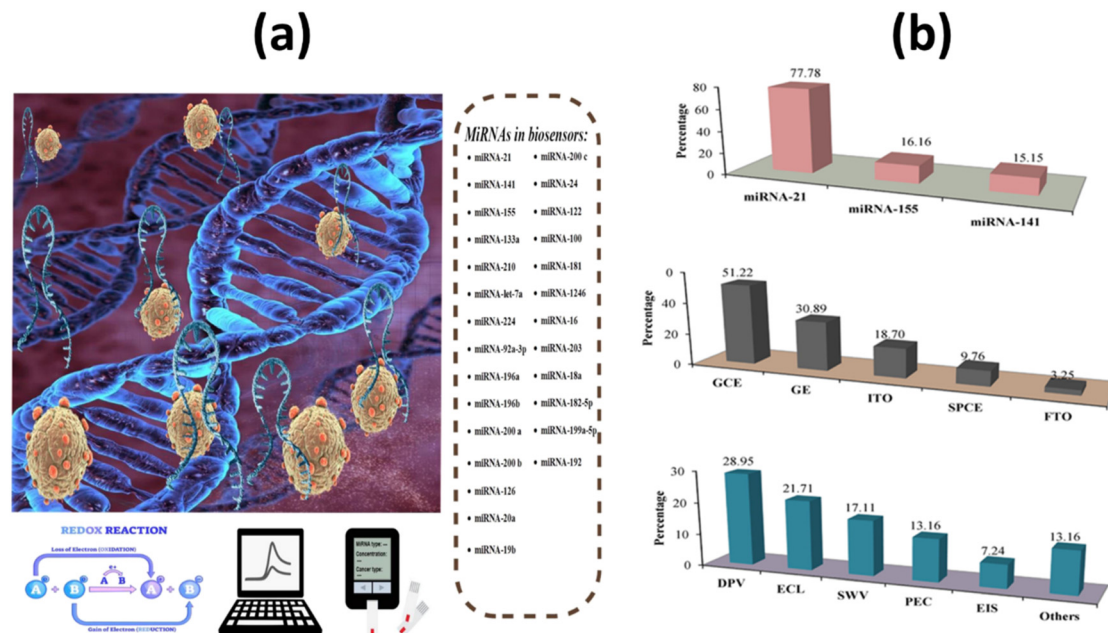 (a)
MiRNAs in biosensors:
• miRNA-21
• miRNA-141
• miRNA-155
• miRNA-133a
• miRNA-210
• miRNA-let-7a
• miRNA-224
• miRNA-92a-3p
• miRNA-196a
• miRNA-196b
• miRNA-200 a
• miRNA-200 b
• miRNA-126
• miRNA-20a
• miRNA-19b
• miRNA-200 c
• miRNA-24
• miRNA-122
• miRNA-100
• miRNA-181
• miRNA-1246
• miRNA-16
• miRNA-203
• miRNA-18a
• miRNA-182-5p
• miRNA-199a-5p
• miRNA-192
REDOX REACTION
Loss of Electron (OXIDATION)
A + B A B A + B
Gain of Electron (REDUCTION)
MiRNA type: ---
Concentration:
---
Cancer type:
---
(b)
Percentage
80
60
40
20
0
77.78
16.16
15.15
miRNA-21
miRNA-155
miRNA-141
Percentage
0
40
20
0
51.22
30.89
18.70
9.76
3.25
GCE
GE
ITO
SPCE
FTO
Percentage
30
20
10
0
28.95
21.71
17.11
13.16
7.24
13.16
DPV
ECL
SWV
PEC
EIS
Others